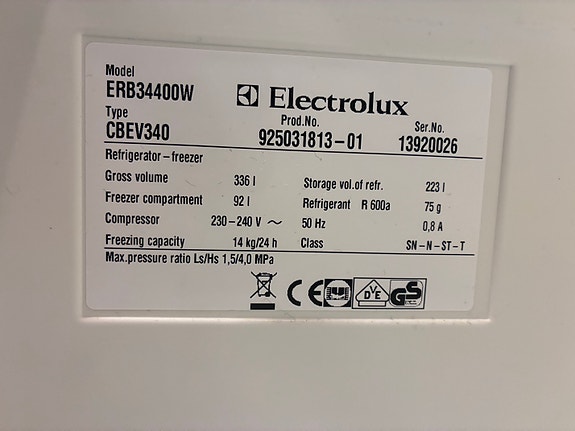 Model
ERB34400W
Electrolux
Type
CBEV340
Prod.No.
925031813-01
Ser.No.
13920026
Refrigerator-freezer
Gross volume 336 l Storage vol. of refr. 223 l
Freezer compartment 92 l Refrigerant R 600a 75 g
Compressor 230-240 V ~ 50 Hz 0,8 A
Freezing capacity 14 kg/24 h Class SN-N-ST-T
Max.pressure ratio Ls/Hs 1,5/4,0 MPa
CE DVE GS